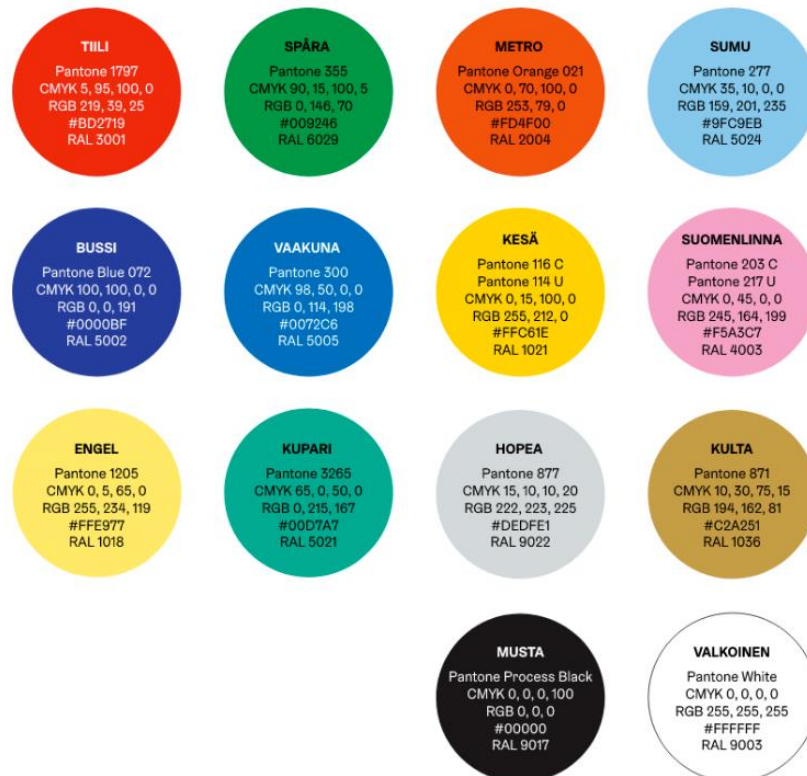 TIILI
Pantone 1797
CMYK 5, 95, 100, 0
RGB 219, 39, 25
#BD2719
RAL 3001
SPÅRA
Pantone 355
CMYK 90, 15, 100, 5
RGB 0, 146, 70
#009246
RAL 6029
METRO
Pantone Orange 021
CMYK 0, 70, 100, 0
RGB 253, 79, 0
#FD4F00
RAL 2004
SUMU
Pantone 277
CMYK 35, 10, 0, 0
RGB 159, 201, 235
#9FC9EB
RAL 5024
BUSSI
Pantone Blue 072
CMYK 100, 100, 0, 0
RGB 0, 0, 191
#0000BF
RAL 5002
VAAKUNA
Pantone 300
CMYK 98, 50, 0, 0
RGB 0, 114, 198
#0072C6
RAL 5005
KESÄ
Pantone 116 C
Pantone 114 U
CMYK 0, 15, 100, 0
RGB 255, 212, 0
#FFC61E
RAL 1021
SUOMENLINNA
Pantone 203 C
Pantone 217 U
CMYK 0, 45, 0, 0
RGB 245, 164, 199
#F5A3C7
RAL 4003
ENGEL
Pantone 1205
CMYK 0, 5, 65, 0
RGB 255, 234, 119
#FFE977
RAL 1018
KUPARI
Pantone 3265
CMYK 65, 0, 50, 0
RGB 0, 215, 167
#00D7A7
RAL 5021
HOPEA
Pantone 877
CMYK 15, 10, 10, 20
RGB 222, 223, 225
#DEDFE1
RAL 9022
KULTA
Pantone 871
CMYK 10, 30, 75, 15
RGB 194, 162, 81
#C2A251
RAL 1036
MUSTA
Pantone Process Black
CMYK 0, 0, 0, 100
RGB 0, 0, 0
#00000
RAL 9017
VALKOINEN
Pantone White
CMYK 0, 0, 0, 0
RGB 255, 255, 255
#FFFFFF
RAL 9003